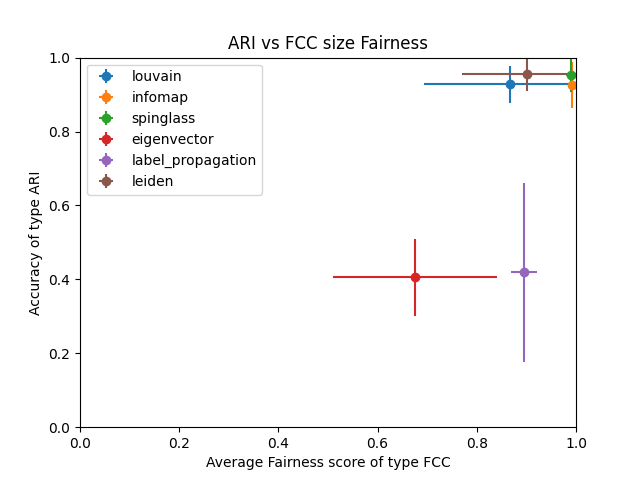 ARI vs FCC size Fairness
1.0
0.8
0.6
0.4
0.2
0.0
Accuracy of type ARI
louvain
infomap
spinglass
eigenvector
label_propagation
leiden
0.0 0.2 0.4 0.6 0.8 1.0
Average Fairness score of type FCC